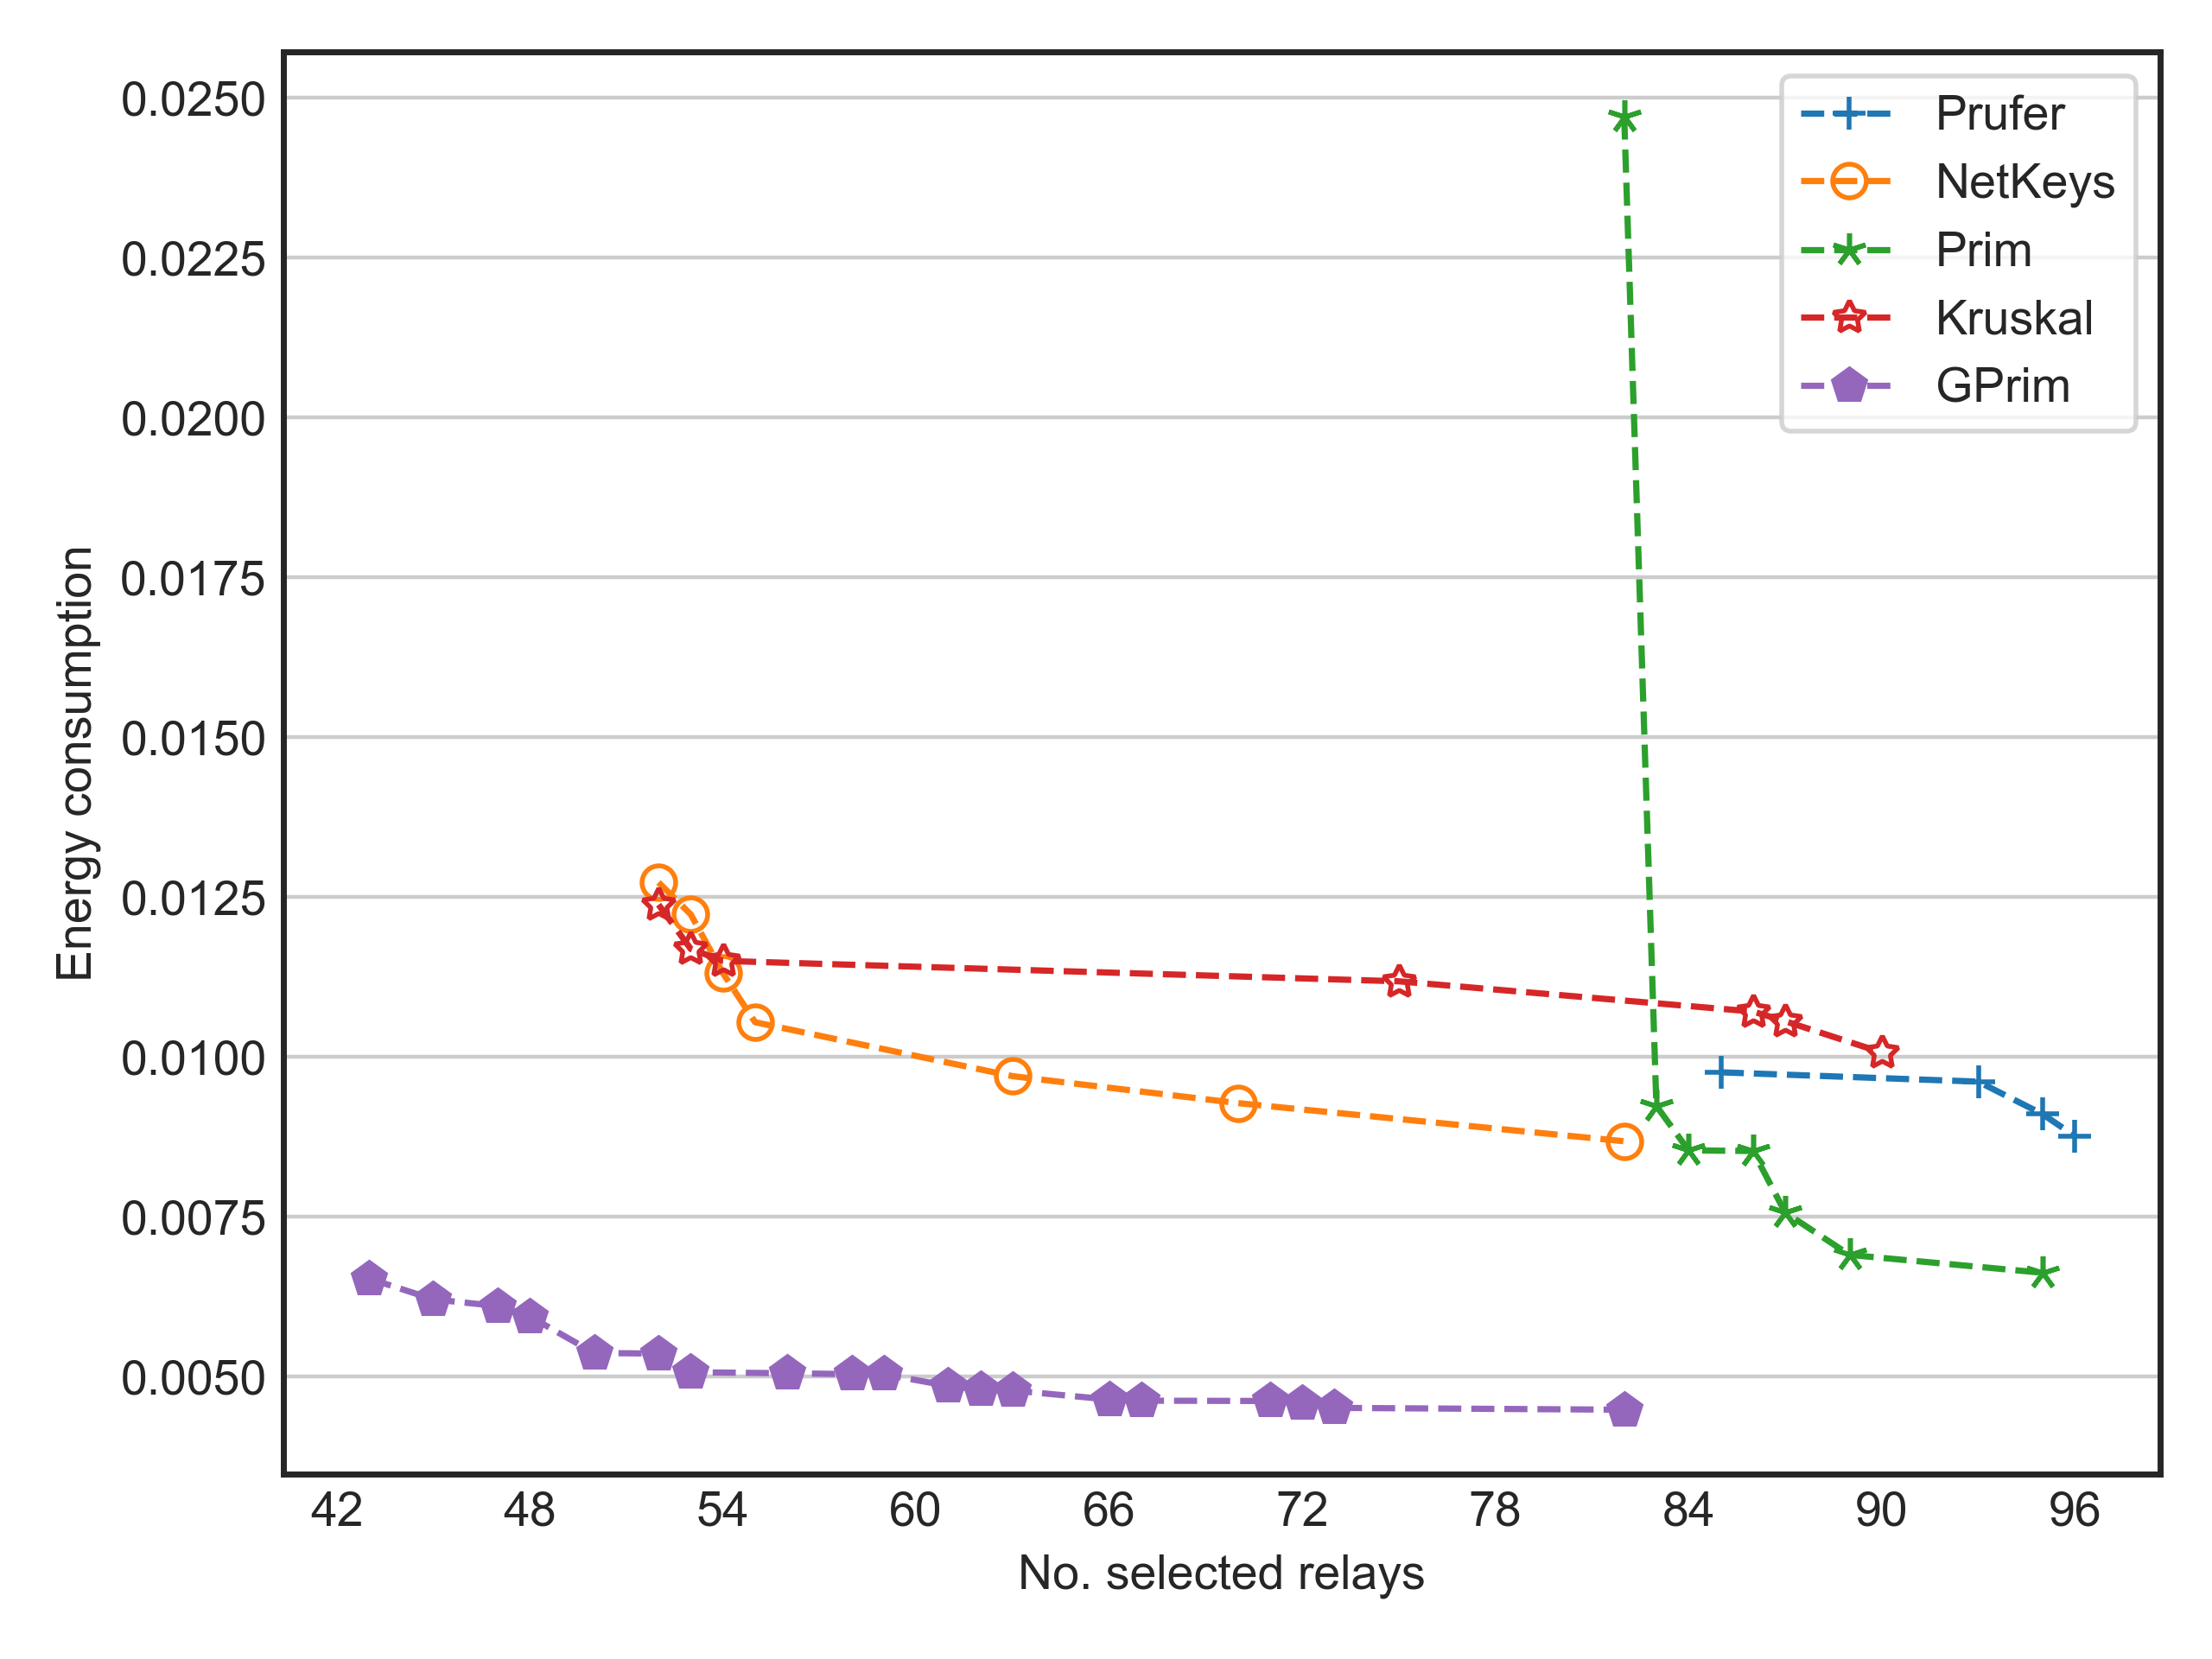 Energy consumption
0.0250
0.0225
0.0200
0.0175
0.0150
0.0125
0.0100
0.0075
0.0050
Prufer
NetKeys
Prim
Kruskal
GPrim
42 48 54 60 66 72 78 84 90 96
No. selected relays